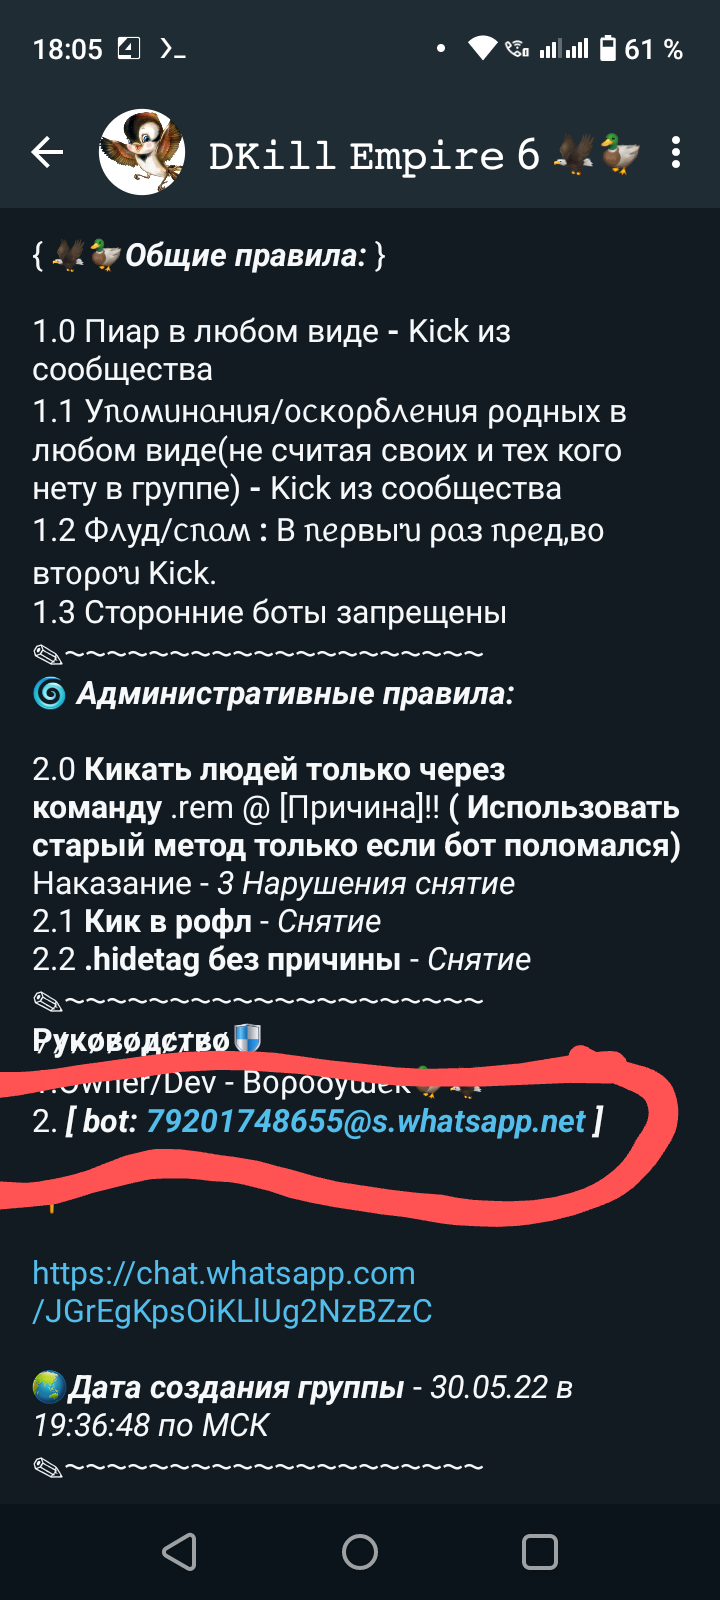 18:05
61 %
DKill Empire 6 🦅🦆
{ 🦅🦆Общие правила: }
1.0 Пиар в любом виде - Kick из
сообщества
1.1 Упоминания/оскорбления родных в
любом виде(не считая своих и тех кого
нету в группе) - Kick из сообщества
1.2 Флуд/спам : В первый раз пред,во
второй Kick.
1.3 Сторонние боты запрещены
✎~~~~~~~~~~~~~~~~~~~~
🌀 Административные правила:
2.0 Кикать людей только через
команду .rem @ [Причина]!! ( Использовать
старый метод только если бот поломался)
Наказание - 3 Нарушения снятие
2.1 Кик в рофл - Снятие
2.2 .hidetag без причины - Снятие
✎~~~~~~~~~~~~~~~~~~~~
Руководство🛡
1.Owner/Dev - Воробушек🦆🦅
2. [ bot: 79201748655@s.whatsapp.net ]
https://chat.whatsapp.com
/JGrEgKpsOiKLlUg2NzBZzC
🌏Дата создания группы - 30.05.22 в
19:36:48 по МСК
✎~~~~~~~~~~~~~~~~~~~~